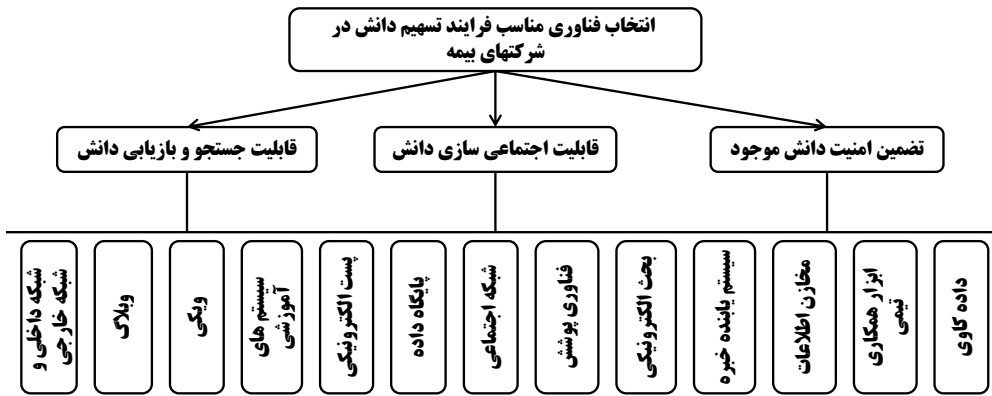 انتخاب فناوری مناسب فرایند تسهیم دانش در
شرکتهای بیمه
تضمین امنیت دانش موجود
قابلیت اجتماعی سازی دانش
قابلیت جستجو و بازیابی دانش
داده کاوی
ابزار همکاری
تیمی
مخازن اطلاعات
سیستم یابنده خبره
بحث الکترونیکی
فناوری پوشش
شبکه اجتماعی
پایگاه داده
پست الکترونیکی
سیستم های
آموزشی
ویکی
وبلاگ
شبکه داخلی و
شبکه خارجی